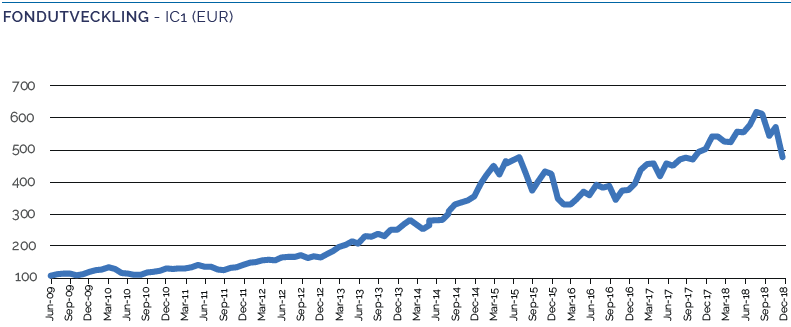 FONDUTVECKLING - IC1 (EUR)
700
600
500
400
300
200
100
Jun-09
Sep-09
Dec-09
Mar-10
Jun-10
Sep-10
Dec-10
Mar-11
Jun-11
Sep-11
Dec-11
Mar-12
Jun-12
Sep-12
Dec-12
Mar-13
Jun-13
Sep-13
Dec-13
Mar-14
Jun-14
Sep-14
Dec-14
Mar-15
Jun-15
Sep-15
Dec-15
Mar-16
Jun-16
Sep-16
Dec-16
Mar-17
Jun-17
Sep-17
Dec-17
Mar-18
Jun-18
Sep-18
Dec-18